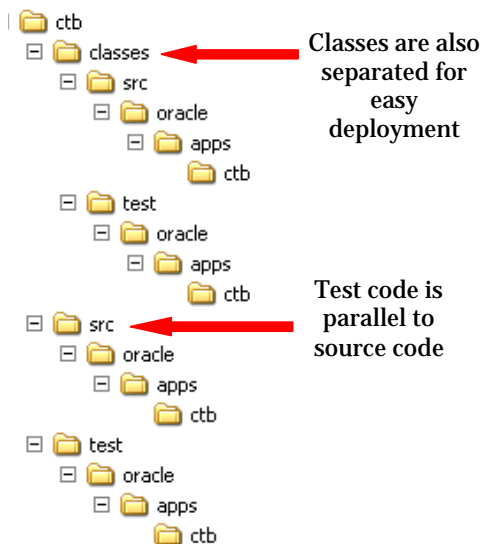 ctb
classes
src
oracle
apps
ctb
test
oracle
apps
ctb
src
oracle
apps
ctb
test
oracle
apps
ctb
Classes are also
separated for
easy
deployment
Test code is
parallel to
source code